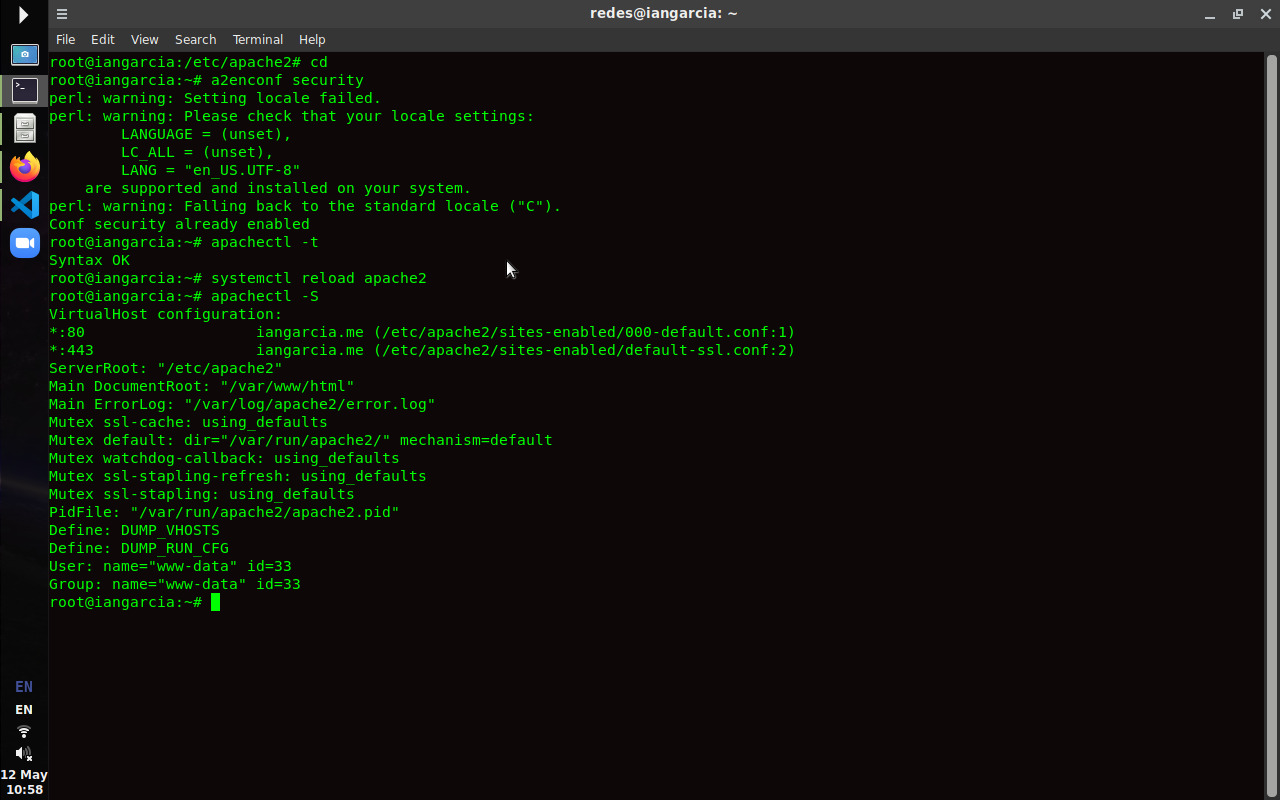 redes@iangarcia: ~
File Edit View Search Terminal Help
root@iangarcia:/etc/apache2# cd
root@iangarcia:~# a2enconf security
perl: warning: Setting locale failed.
perl: warning: Please check that your locale settings:
        LANGUAGE = (unset),
        LC_ALL = (unset),
        LANG = "en_US.UTF-8"
    are supported and installed on your system.
perl: warning: Falling back to the standard locale ("C").
Conf security already enabled
root@iangarcia:~# apachectl -t
Syntax OK
root@iangarcia:~# systemctl reload apache2
root@iangarcia:~# apachectl -S
VirtualHost configuration:
*:80                   iangarcia.me (/etc/apache2/sites-enabled/000-default.conf:1)
*:443                  iangarcia.me (/etc/apache2/sites-enabled/default-ssl.conf:2)
ServerRoot: "/etc/apache2"
Main DocumentRoot: "/var/www/html"
Main ErrorLog: "/var/log/apache2/error.log"
Mutex ssl-cache: using_defaults
Mutex default: dir="/var/run/apache2/" mechanism=default
Mutex watchdog-callback: using_defaults
Mutex ssl-stapling-refresh: using_defaults
Mutex ssl-stapling: using_defaults
PidFile: "/var/run/apache2/apache2.pid"
Define: DUMP_VHOSTS
Define: DUMP_RUN_CFG
User: name="www-data" id=33
Group: name="www-data" id=33
root@iangarcia:~#
EN
EN
12 May
10:58